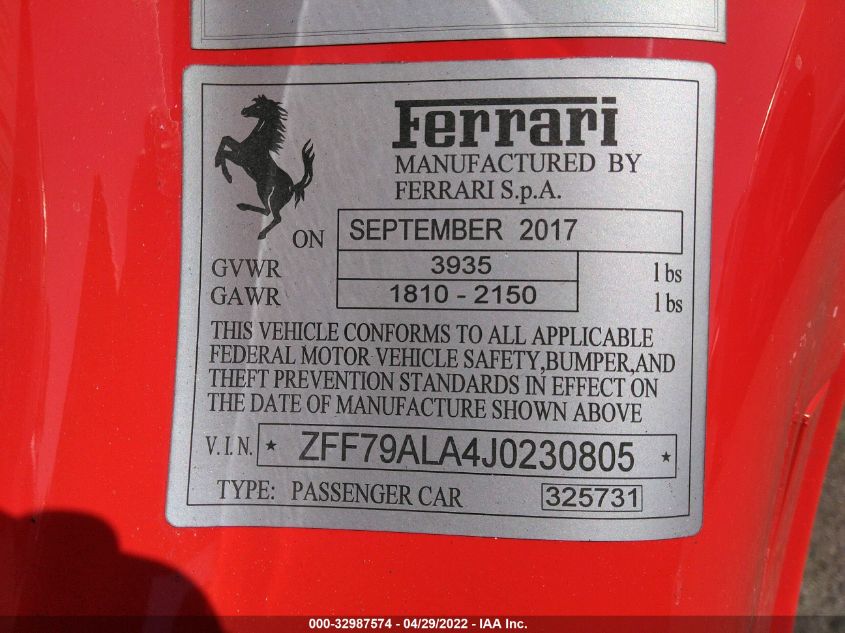 Ferrari
MANUFACTURED BY
FERRARI S.p.A.
ON SEPTEMBER 2017
GVWR 3935 lbs
GAWR 1810 - 2150 lbs
THIS VEHICLE CONFORMS TO ALL APPLICABLE
FEDERAL MOTOR VEHICLE SAFETY,BUMPER,AND
THEFT PREVENTION STANDARDS IN EFFECT ON
THE DATE OF MANUFACTURE SHOWN ABOVE
V.I.N. * ZFF79ALA4J0230805 *
TYPE: PASSENGER CAR 325731
000-32987574 - 04/29/2022 - IAA Inc.